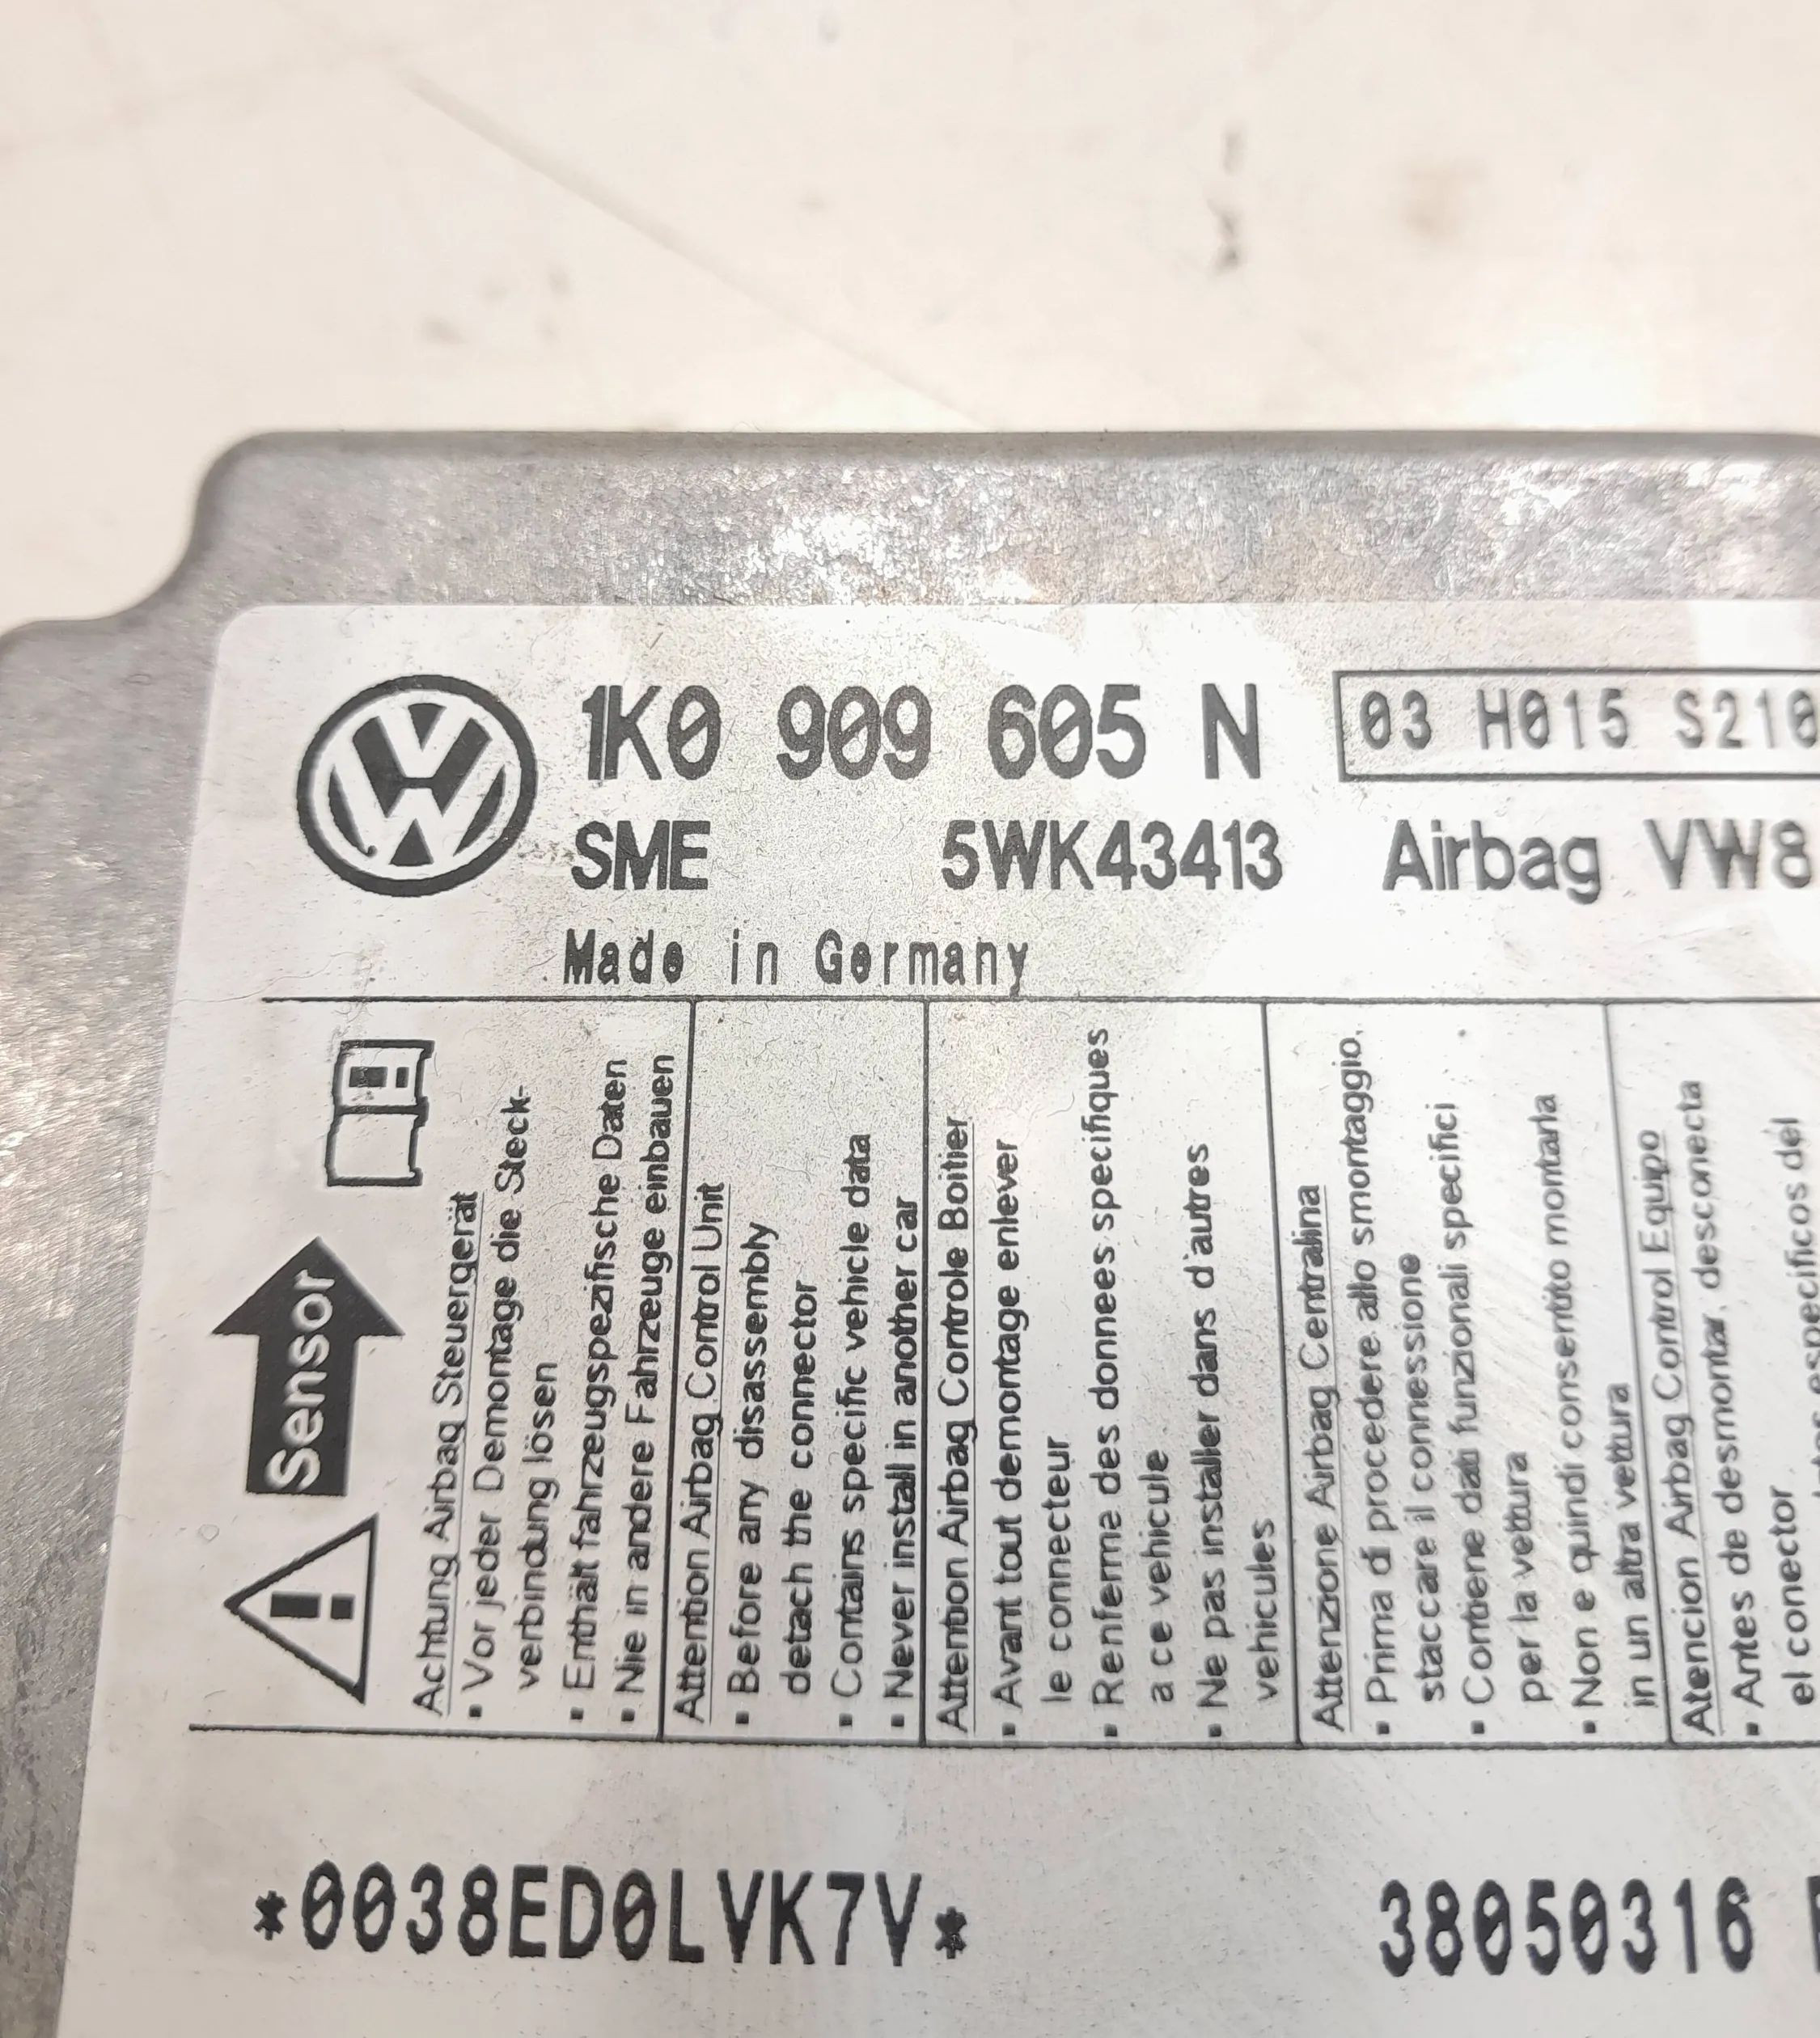 1K0 909 605 N
03 H015 S210
SME 5WK43413 Airbag VW8
Made in Germany
Sensor
Achtung Airbag Steuergerät
▪ Vor jeder Demontage die Steck-
verbindung lösen
▪ Enthält fahrzeugspezifische Daten
▪ Nie in andere Fahrzeuge einbauen
Attention Airbag Control Unit
▪ Before any disassembly
detach the connector
▪ Contains specific vehicle data
▪ Never install in another car
Attention Airbag Controle Boitier
▪ Avant tout demontage enlever
le connecteur
▪ Renferme des donnees specifiques
a ce vehicule
▪ Ne pas installer dans d'autres
vehicules
Attenzione Airbag Centralina
▪ Prima di procedere allo smontaggio,
staccare il connessione
▪ Contiene dati funzionali specifici
per la vettura
▪ Non e quindi consentito montarla
in un altra vettura
Atencion Airbag Control Equipo
▪ Antes de desmontar, desconecta
el conector
especificos del
*0038ED0LVK7V*
38050316